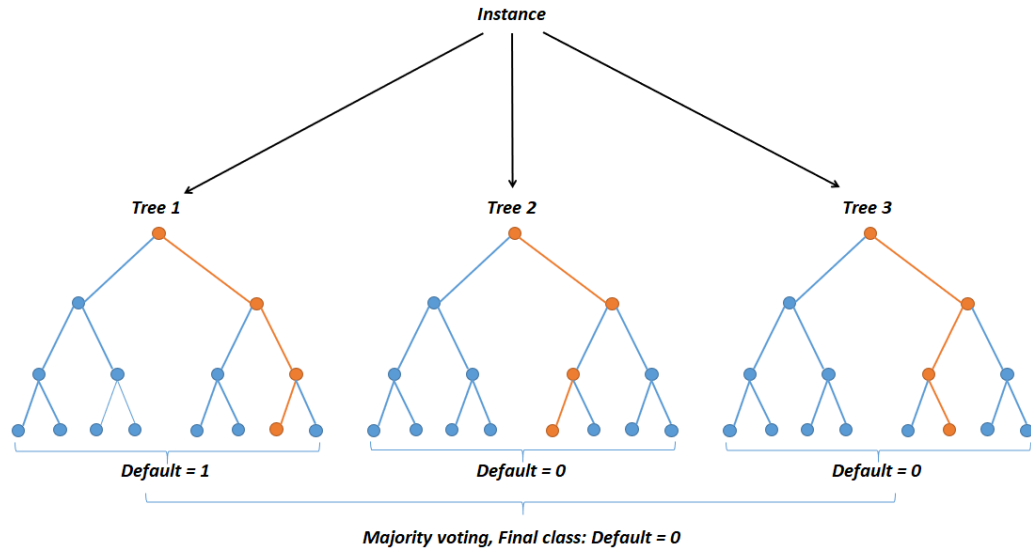 Instance
Tree 1
Tree 2
Tree 3
Default = 1
Default = 0
Default = 0
Majority voting, Final class: Default = 0